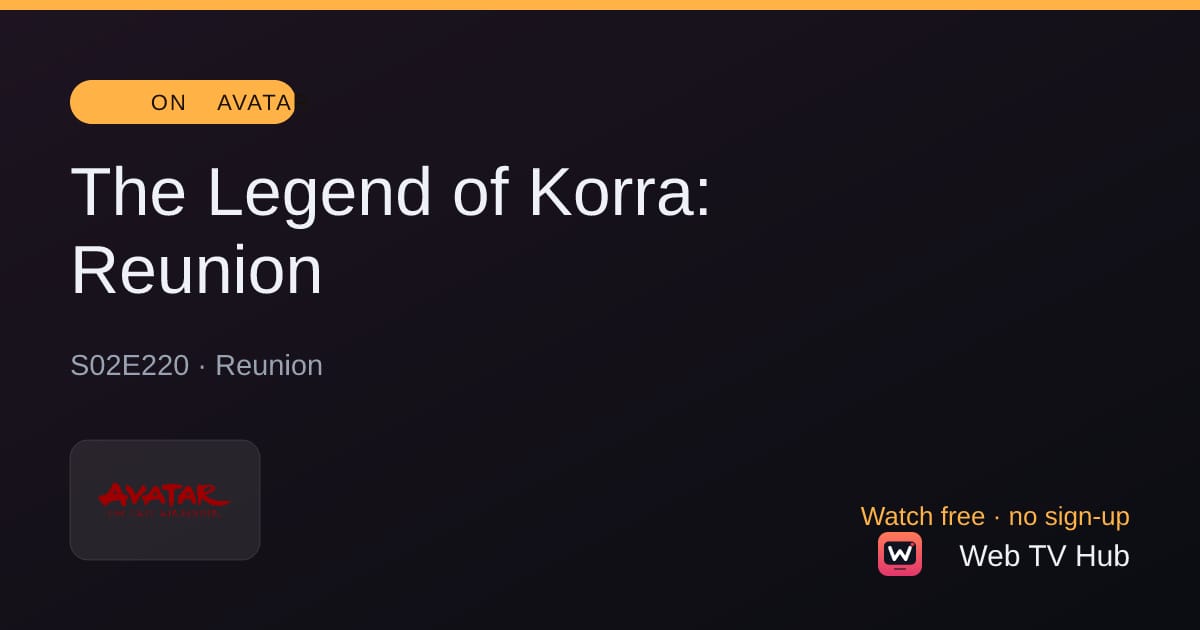 ON AVATA
The Legend of Korra:
Reunion
S02E220 · Reunion
AVATAR
Watch free · no sign-up
W
Web TV Hub